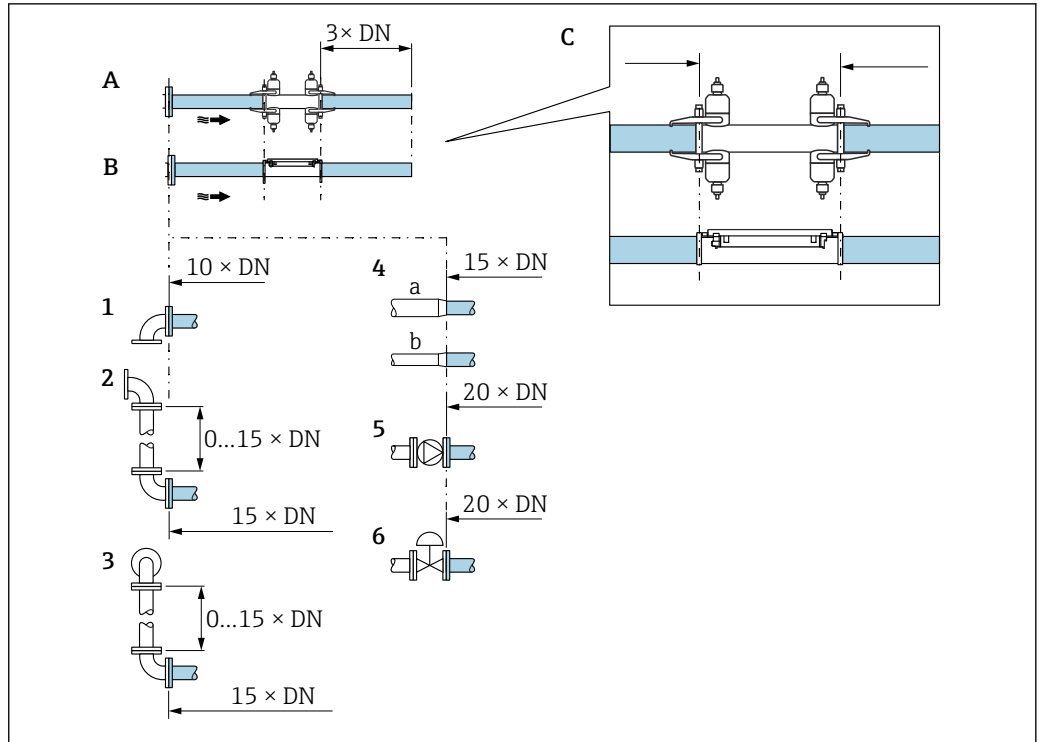 3× DN
C
A
B
10 × DN
4
15 × DN
a
1
b
2
20 × DN
5
0...15 × DN
20 × DN
15 × DN
6
3
0...15 × DN
15 × DN